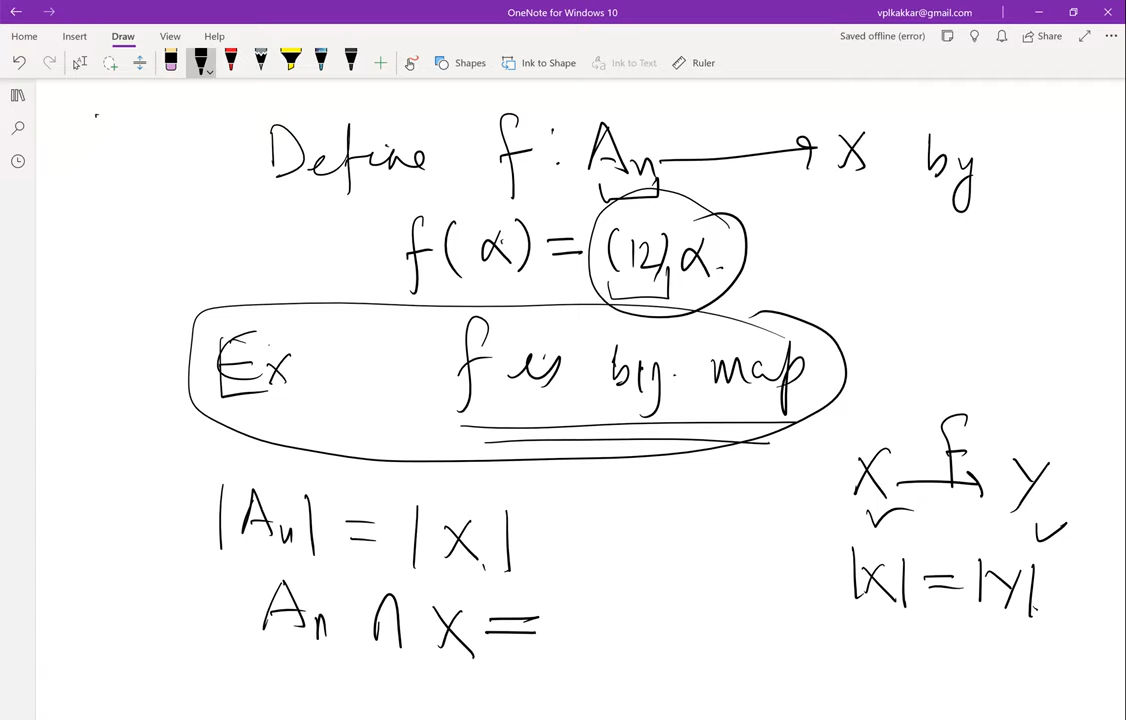 OneNote for Windows 10
vplkakkar@gmail.com
Home Insert Draw View Help
Saved offline (error) Share
Shapes Ink to Shape Ink to Text Ruler
Define f : An → X by
f(α) = (12) α.
Ex f is bij. map
X f→ Y
|An| = |X|
|X| = |Y|
An ∩ X =